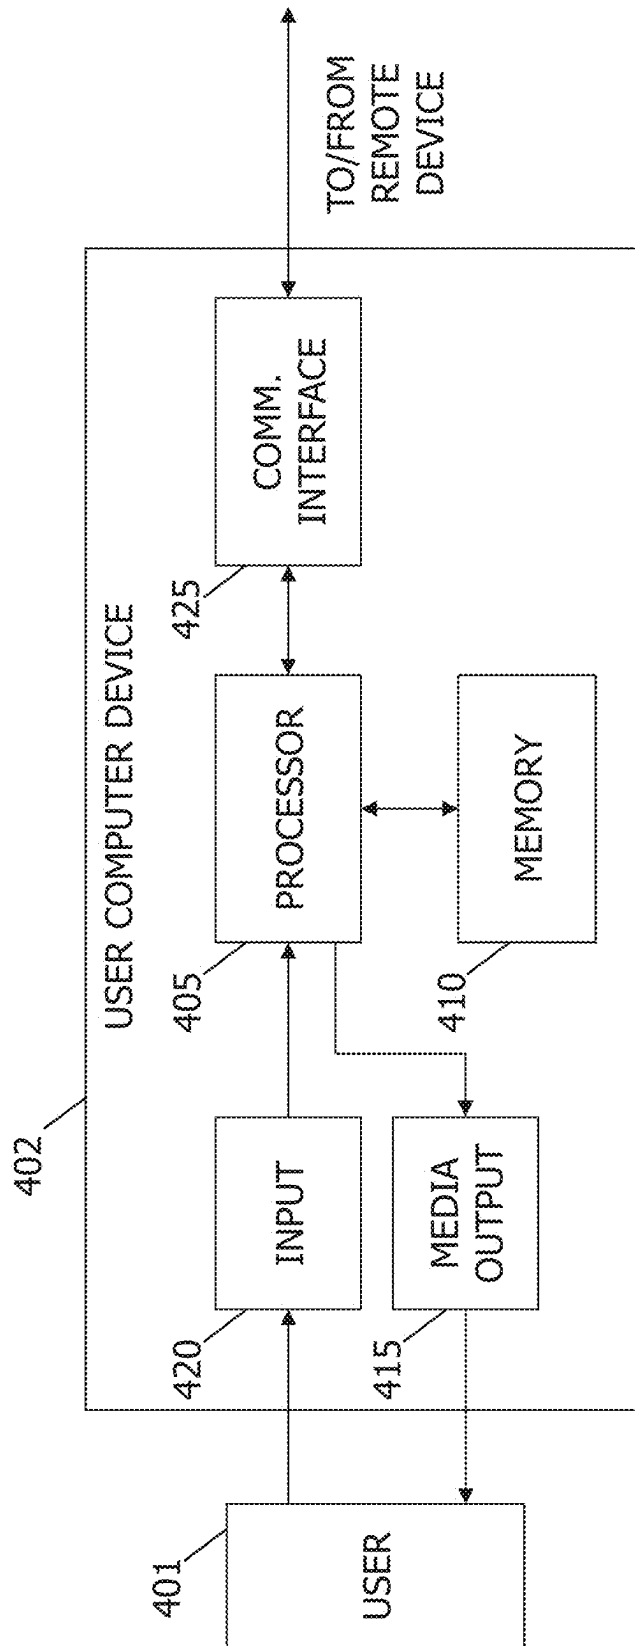 402
USER COMPUTER DEVICE
401
USER
420
INPUT
405
PROCESSOR
425
COMM.
INTERFACE
TO/FROM
REMOTE
DEVICE
415
MEDIA
OUTPUT
410
MEMORY